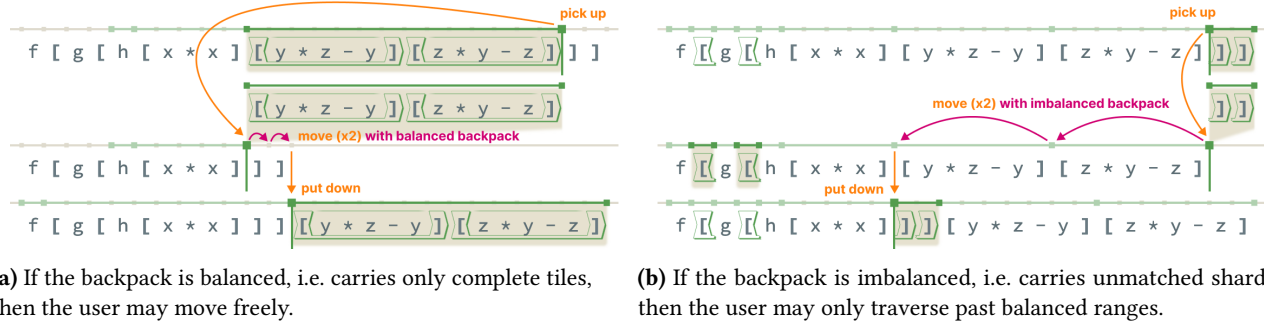 pick up
f [ g [ h [ x * x ] [( y * z - y ]) [( z * y - z ]) ] ]
[( y * z - y ]) [( z * y - z ])
move (x2) with balanced backpack
f [ g [ h [ x * x ] ] ]
put down
f [ g [ h [ x * x ] ] ] [( y * z - y ]) [( z * y - z ])
a) If the backpack is balanced, i.e. carries only complete tiles,
hen the user may move freely.
pick up
f [( g [( h [ x * x ] [ y * z - y ] [ z * y - z ] ]) ])
]) ])
move (x2) with imbalanced backpack
f [( g [( h [ x * x ] [ y * z - y ] [ z * y - z ]
put down
f [( g [( h [ x * x ] ]) ]) [ y * z - y ] [ z * y - z ]
(b) If the backpack is imbalanced, i.e. carries unmatched shard
then the user may only traverse past balanced ranges.